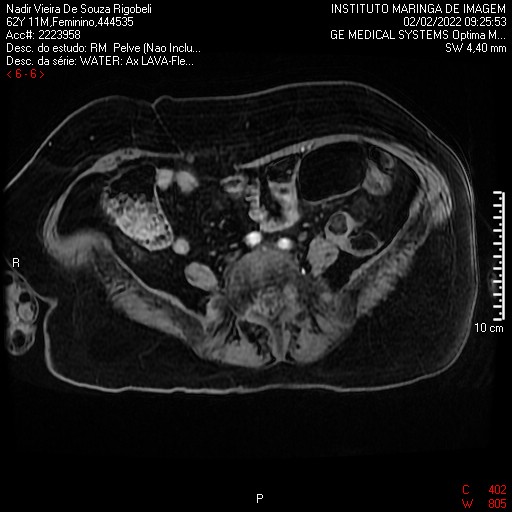 Nadir Vieira De Souza Rigobeli
62Y 11M,Feminino,444535
Acc#: 2223958
Desc. do estudo: RM Pelve (Nao Inclu...
Desc. da série: WATER: Ax LAVA-Fle...
< 6 - 6 >
INSTITUTO MARINGA DE IMAGEM
02/02/2022 09:25:53
GE MEDICAL SYSTEMS Optima M...
SW 4,40 mm
R
10 cm
P
C 402
W 805